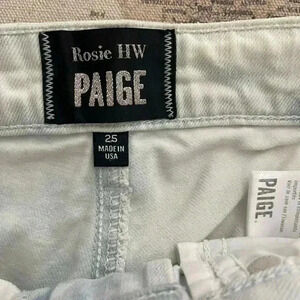 Rosie HW
PAIGE
25
MADE IN
USA
PAIGE.